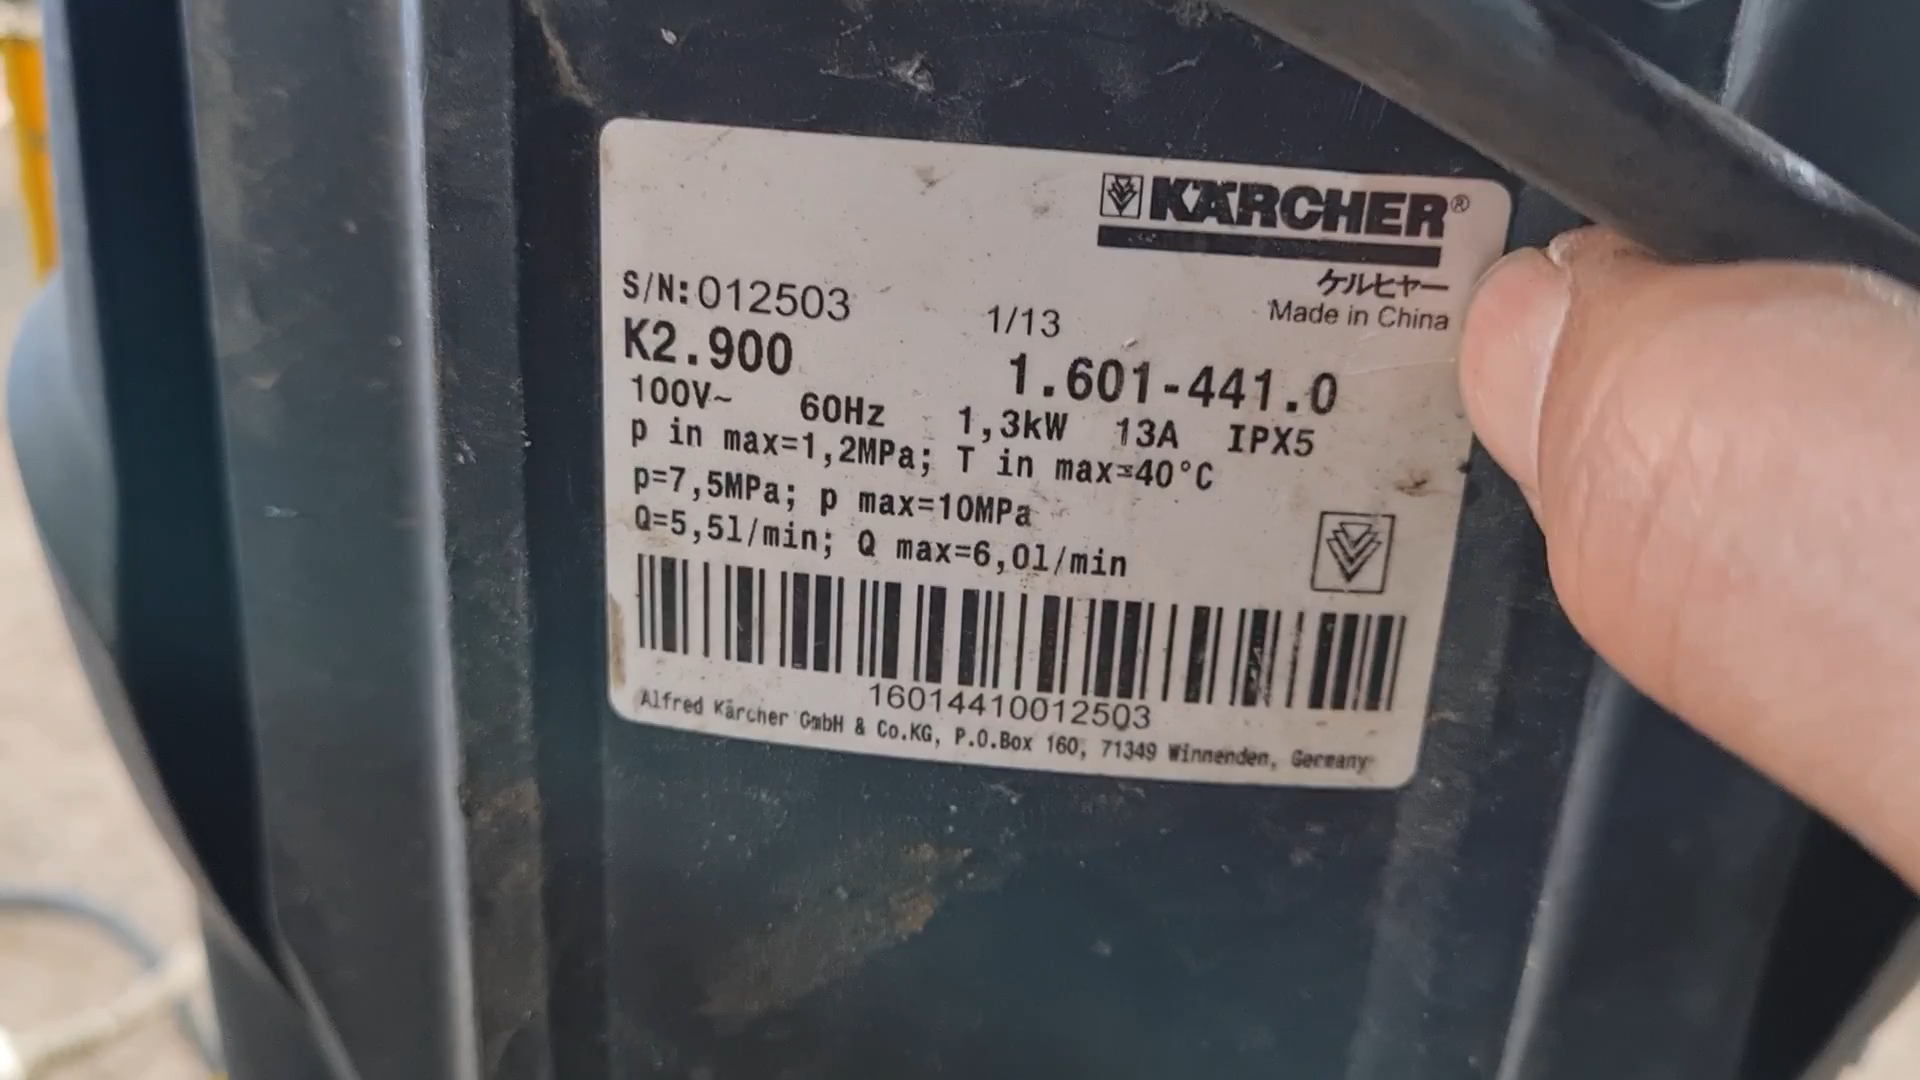 KÄRCHER®
ケルヒャー
Made in China
S/N: 012503 1/13
K2.900 1.601-441.0
100V~ 60Hz 1,3kW 13A IPX5
p in max=1,2MPa; T in max=40°C
p=7,5MPa; p max=10MPa
Q=5,5l/min; Q max=6,0l/min
16014410012503
Alfred Kärcher GmbH & Co.KG, P.O.Box 160, 71349 Winnenden, Germany